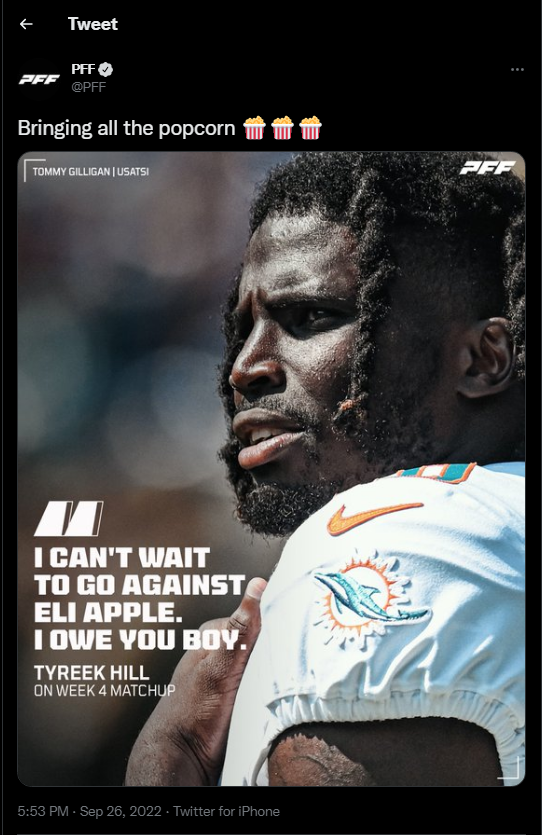 Tweet
PFF
@PFF
Bringing all the popcorn 🍿🍿🍿
TOMMY GILLIGAN | USATSI
PFF
I CAN'T WAIT
TO GO AGAINST
ELI APPLE.
I OWE YOU BOY.
TYREEK HILL
ON WEEK 4 MATCHUP
5:53 PM · Sep 26, 2022 · Twitter for iPhone